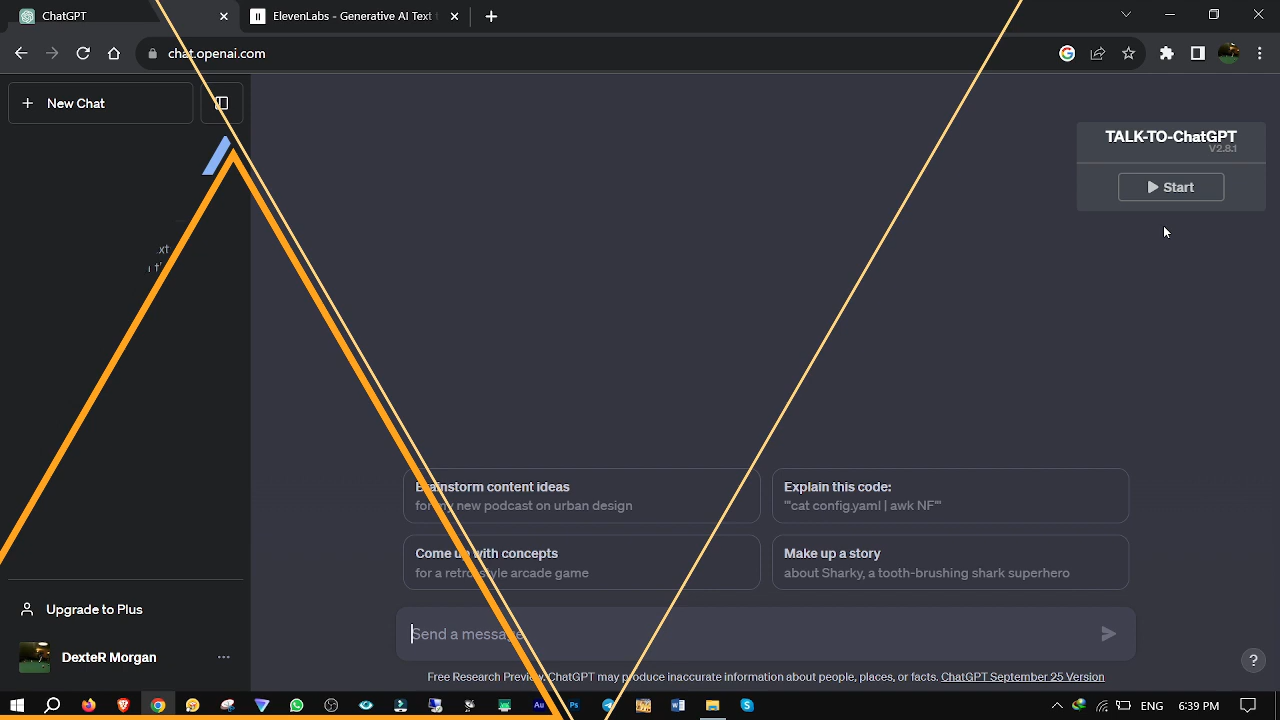 ChatGPT
ElevenLabs - Generative AI Text
chat.openai.com
New Chat
TALK-TO-ChatGPT
V2.8.1
Start
xt
Brainstorm content ideas
for my new podcast on urban design
Explain this code:
"'cat config.yaml | awk NF'"
Come up with concepts
for a retro-style arcade game
Make up a story
about Sharky, a tooth-brushing shark superhero
Upgrade to Plus
DexteR Morgan
Send a message
Free Research Preview. ChatGPT may produce inaccurate information about people, places, or facts. ChatGPT September 25 Version
?
ENG 6:39 PM